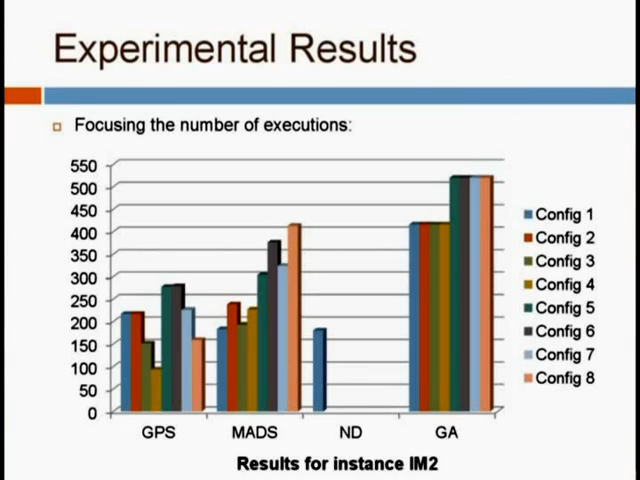 Experimental Results
Focusing the number of executions:
550
500
450
400
350
300
250
200
150
100
50
0
GPS
MADS
ND
GA
Config 1
Config 2
Config 3
Config 4
Config 5
Config 6
Config 7
Config 8
Results for instance IM2